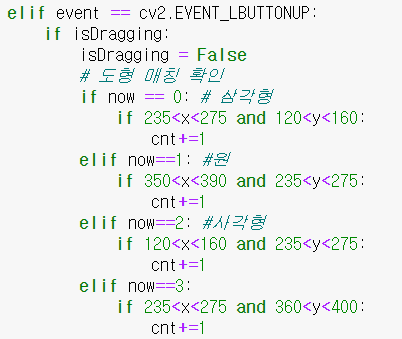 elif event == cv2.EVENT_LBUTTONUP:
if isDragging:
isDragging = False
# 도형 매칭 확인
if now == 0: # 삼각형
if 235<x<275 and 120<y<160:
cnt+=1
elif now==1: #원
if 350<x<390 and 235<y<275:
cnt+=1
elif now==2: #사각형
if 120<x<160 and 235<y<275:
cnt+=1
elif now==3:
if 235<x<275 and 360<y<400:
cnt+=1